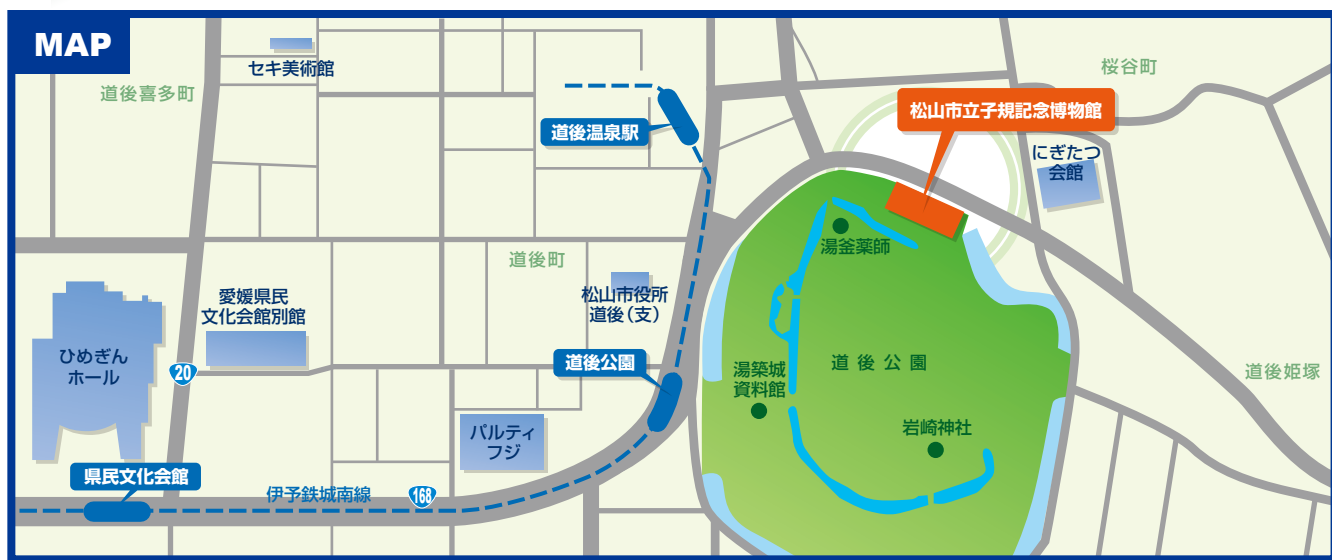 MAP
セキ美術館
道後喜多町
桜谷町
松山市立子規記念博物館
道後温泉駅
にぎたつ
会館
湯釜薬師
道後町
愛媛県民
文化会館別館
松山市役所
道後（支）
ひめぎん
ホール
20
道後公園
湯築城
資料館
道後公園
道後姫塚
パルティ
フジ
岩崎神社
県民文化会館
伊予鉄城南線
168